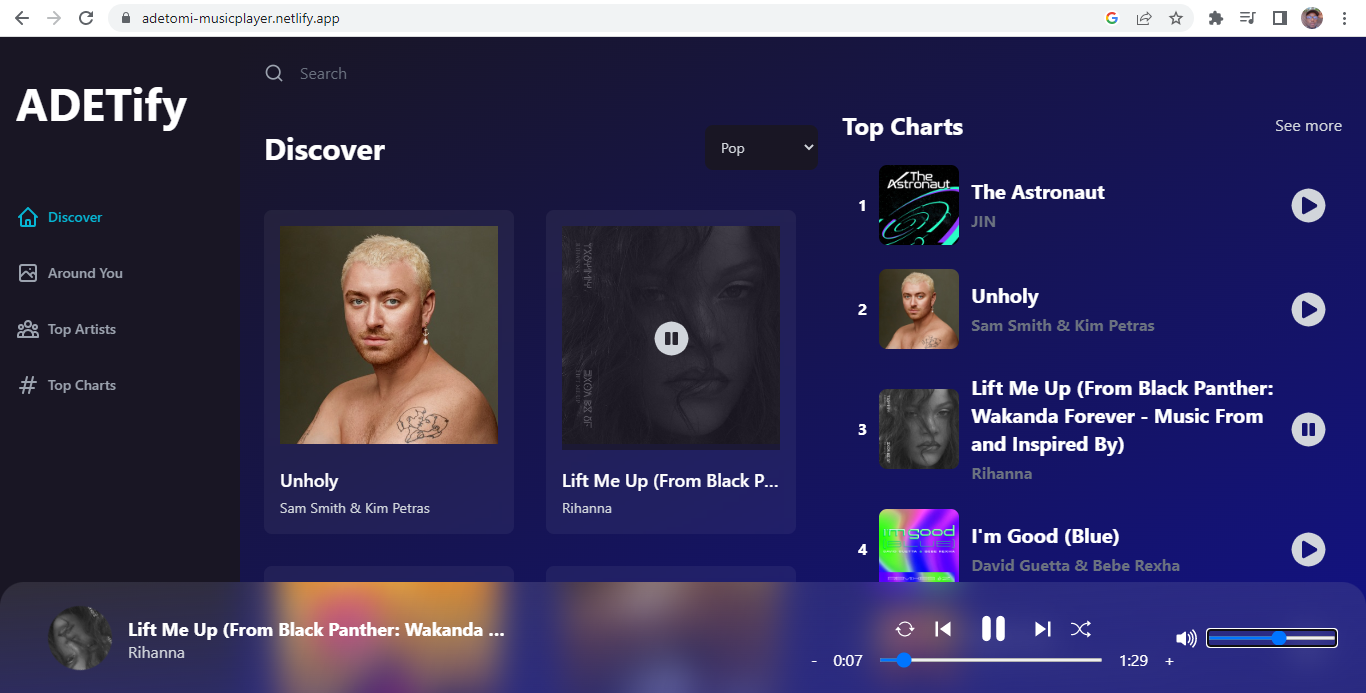 adetomi-musicplayer.netlify.app
ADETify
Discover
Around You
Top Artists
Top Charts
Search
Discover
Pop
Unholy
Sam Smith & Kim Petras
Lift Me Up (From Black P...
Rihanna
Top Charts
See more
1
The Astronaut
The Astronaut
JIN
2
Unholy
Sam Smith & Kim Petras
3
Lift Me Up (From Black Panther:
Wakanda Forever - Music From
and Inspired By)
Rihanna
4
I'm good
I'm Good (Blue)
David Guetta & Bebe Rexha
Lift Me Up (From Black Panther: Wakanda ...
Rihanna
- 0:07 1:29 +